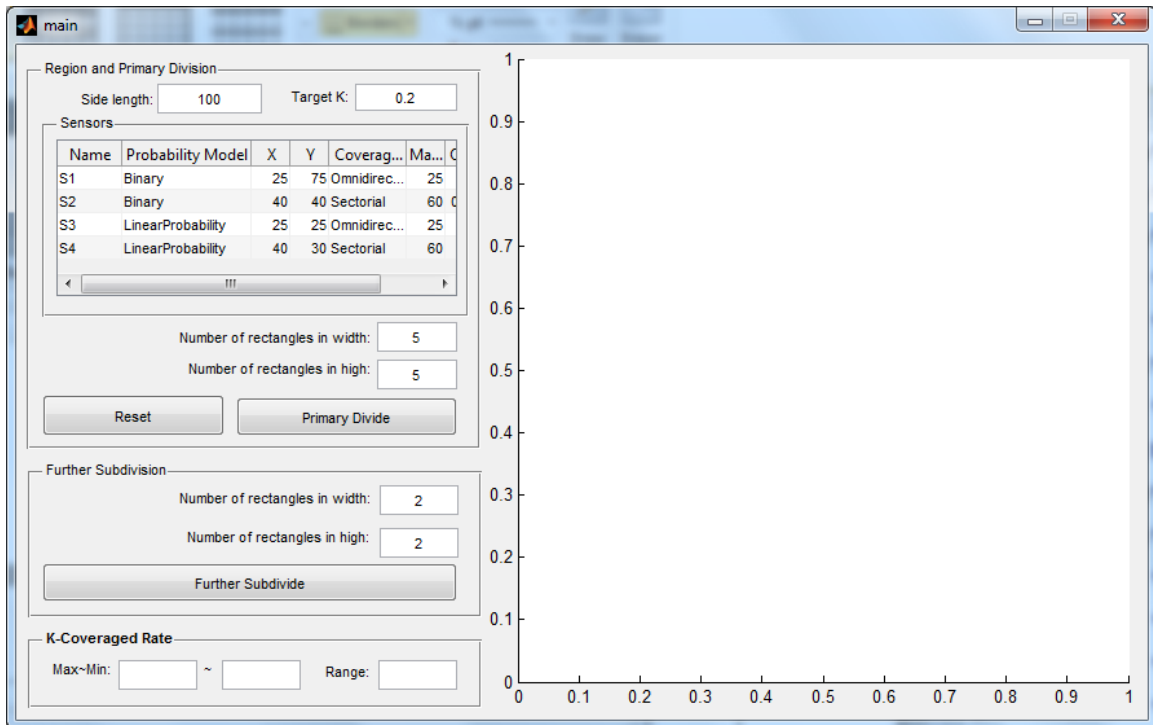 main
Region and Primary Division
Side length: 100 Target K: 0.2
Sensors
Name Probability Model X Y Coverag... Ma... C
S1 Binary 25 75 Omnidirec... 25
S2 Binary 40 40 Sectorial 60 0
S3 LinearProbability 25 25 Omnidirec... 25
S4 LinearProbability 40 30 Sectorial 60
Number of rectangles in width: 5
Number of rectangles in high: 5
Reset Primary Divide
Further Subdivision
Number of rectangles in width: 2
Number of rectangles in high: 2
Further Subdivide
K-Coveraged Rate
Max~Min: ~ Range:
1
0.9
0.8
0.7
0.6
0.5
0.4
0.3
0.2
0.1
0
0 0.1 0.2 0.3 0.4 0.5 0.6 0.7 0.8 0.9 1